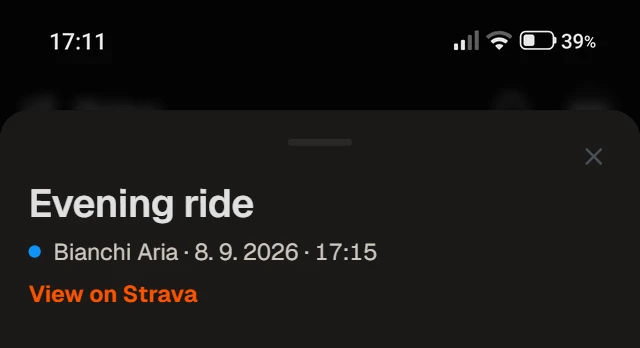 17:11
39%
Evening ride
Bianchi Aria · 8. 9. 2026 · 17:15
View on Strava